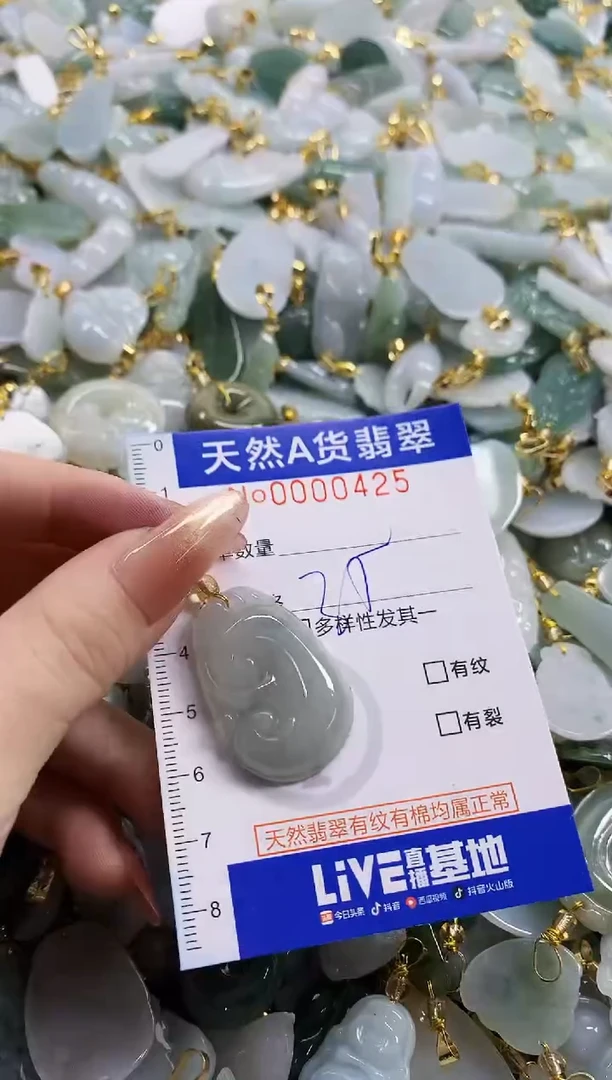 0
天然A货翡翠
No0000425
数量
多样性发其一
4
□有纹
5
□有裂
6
天然翡翠有纹有棉均属正常
7
LiVE直播基地
8
今日头条 抖音 西瓜视频 抖音火山版